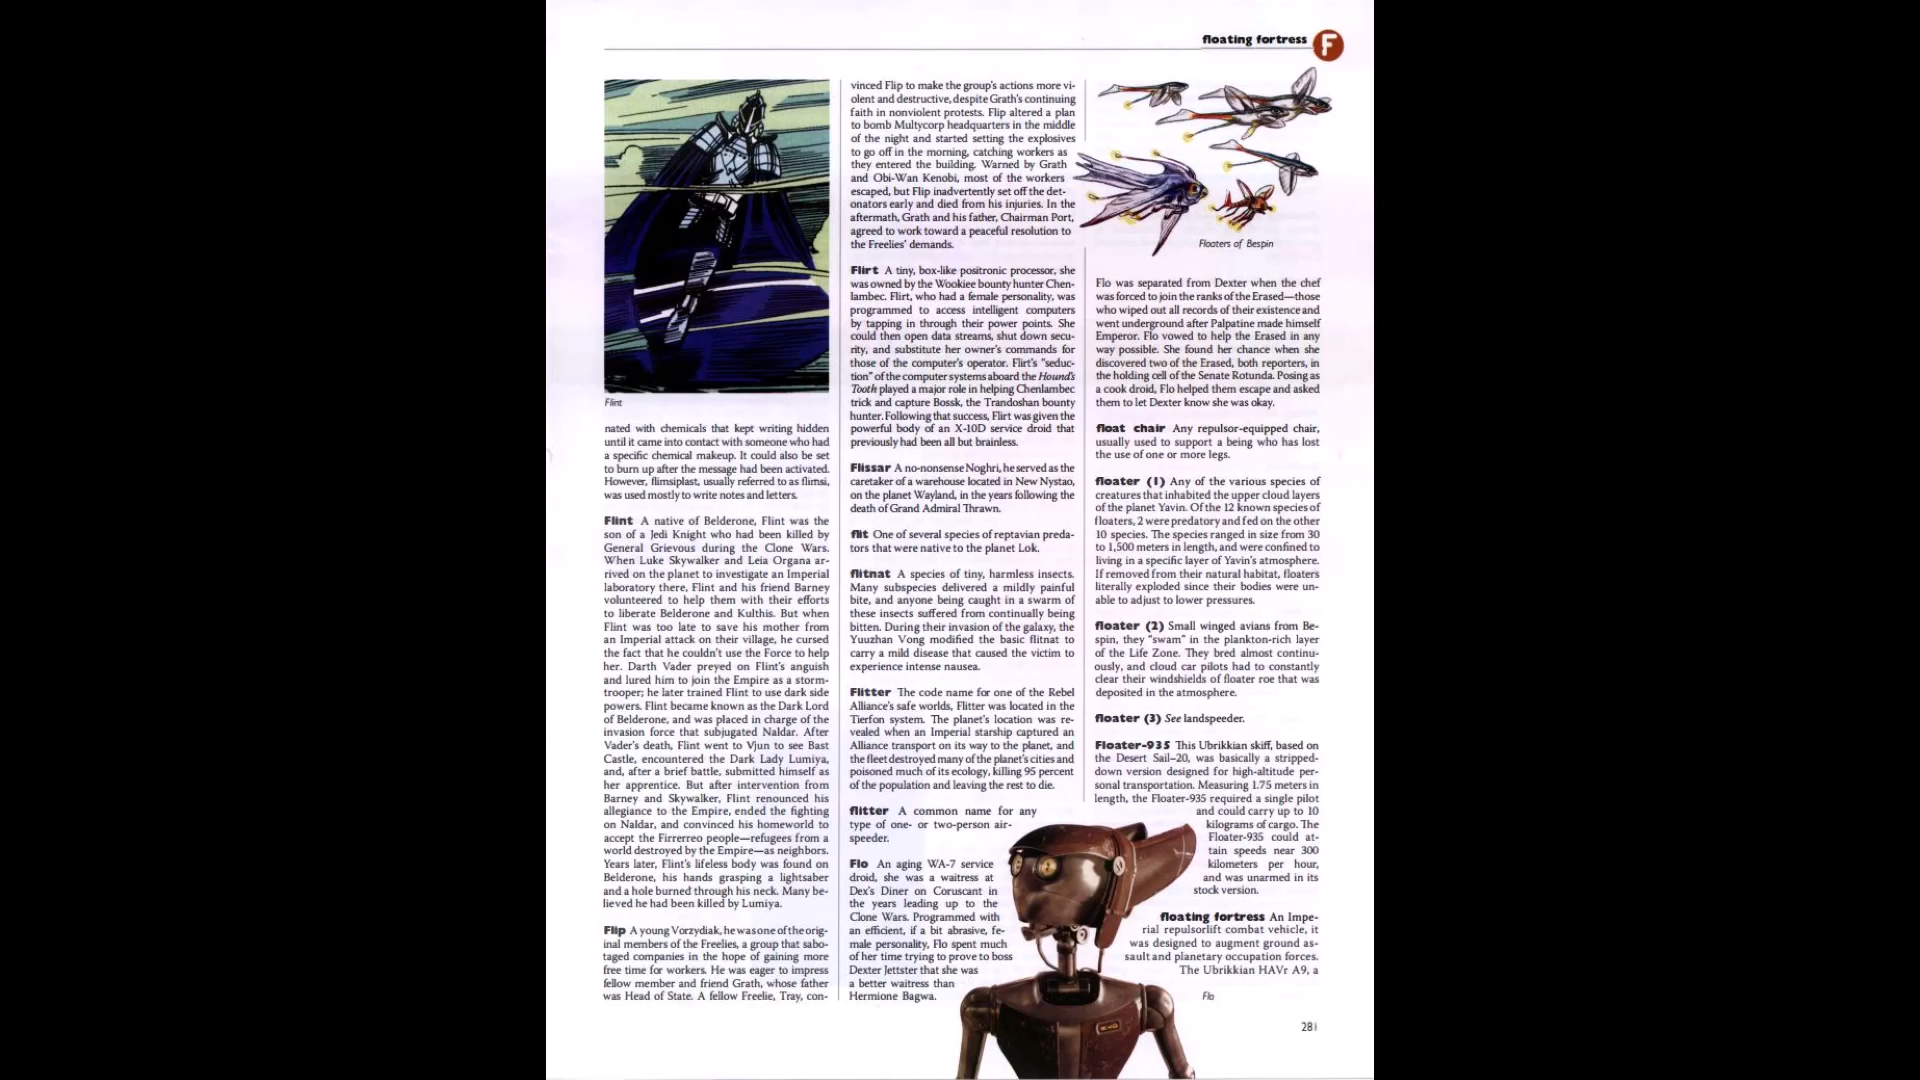 floating fortress F
Flint
nated with chemicals that kept writing hidden
until it came into contact with someone who had
a specific chemical makeup. It could also be set
to burn up after the message had been activated.
However, flimsiplast, usually referred to as flimsi,
was used mostly to write notes and letters.
Flint A native of Belderone, Flint was the
son of a Jedi Knight who had been killed by
General Grievous during the Clone Wars.
When Luke Skywalker and Leia Organa ar-
rived on the planet to investigate an Imperial
laboratory there, Flint and his friend Barney
volunteered to help them with their efforts
to liberate Belderone and Kulthis. But when
Flint was too late to save his mother from
an Imperial attack on their village, he cursed
the fact that he couldn't use the Force to help
her. Darth Vader preyed on Flint's anguish
and lured him to join the Empire as a storm-
trooper; he later trained Flint to use dark side
powers. Flint became known as the Dark Lord
of Belderone, and was placed in charge of the
invasion force that subjugated Naldar. After
Vader's death, Flint went to Vjun to see Bast
Castle, encountered the Dark Lady Lumiya,
and, after a brief battle, submitted himself as
her apprentice. But after intervention from
Barney and Skywalker, Flint renounced his
allegiance to the Empire, ended the fighting
on Naldar, and convinced his homeworld to
accept the Firrerreo people—refugees from a
world destroyed by the Empire—as neighbors.
Years later, Flint's lifeless body was found on
Belderone, his hands grasping a lightsaber
and a hole burned through his neck. Many be-
lieved he had been killed by Lumiya.
Flip A young Vorzydiak, he was one of the orig-
inal members of the Freelies, a group that sabo-
taged companies in the hope of gaining more
free time for workers. He was eager to impress
fellow member and friend Grath, whose father
was Head of State. A fellow Freelie, Tray, con-
vinced Flip to make the group's actions more vi-
olent and destructive, despite Grath's continuing
faith in nonviolent protests. Flip altered a plan
to bomb Multycorp headquarters in the middle
of the night and started setting the explosives
to go off in the morning, catching workers as
they entered the building. Warned by Grath
and Obi-Wan Kenobi, most of the workers
escaped, but Flip inadvertently set off the det-
onators early and died from his injuries. In the
aftermath, Grath and his father, Chairman Port,
agreed to work toward a peaceful resolution to
the Freelies' demands.
Flirt A tiny, box-like positronic processor, she
was owned by the Wookiee bounty hunter Chen-
lambec. Flirt, who had a female personality, was
programmed to access intelligent computers
by tapping in through their power points. She
could then open data streams, shut down secu-
rity, and substitute her owner's commands for
those of the computer's operator. Flirt's "seduc-
tion" of the computer systems aboard the Hound's
Tooth played a major role in helping Chenlambec
trick and capture Bossk, the Trandoshan bounty
hunter. Following that success, Flirt was given the
powerful body of an X-10D service droid that
previously had been all but brainless.
Flissar A no-nonsense Noghri, he served as the
caretaker of a warehouse located in New Nystao,
on the planet Wayland, in the years following the
death of Grand Admiral Thrawn.
flit One of several species of reptavian preda-
tors that were native to the planet Lok.
flitnat A species of tiny, harmless insects.
Many subspecies delivered a mildly painful
bite, and anyone being caught in a swarm of
these insects suffered from continually being
bitten. During their invasion of the galaxy, the
Yuuzhan Vong modified the basic flitnat to
carry a mild disease that caused the victim to
experience intense nausea.
Flitter The code name for one of the Rebel
Alliance's safe worlds, Flitter was located in the
Tierfon system. The planet's location was re-
vealed when an Imperial starship captured an
Alliance transport on its way to the planet, and
the fleet destroyed many of the planet's cities and
poisoned much of its ecology, killing 95 percent
of the population and leaving the rest to die.
flitter A common name for any
type of one- or two-person air-
speeder.
Flo An aging WA-7 service
droid, she was a waitress at
Dex's Diner on Coruscant in
the years leading up to the
Clone Wars. Programmed with
an efficient, if a bit abrasive, fe-
male personality, Flo spent much
of her time trying to prove to boss
Dexter Jettster that she was
a better waitress than
Hermione Bagwa.
Floaters of Bespin
Flo was separated from Dexter when the chef
was forced to join the ranks of the Erased—those
who wiped out all records of their existence and
went underground after Palpatine made himself
Emperor. Flo vowed to help the Erased in any
way possible. She found her chance when she
discovered two of the Erased, both reporters, in
the holding cell of the Senate Rotunda. Posing as
a cook droid, Flo helped them escape and asked
them to let Dexter know she was okay.
float chair Any repulsor-equipped chair,
usually used to support a being who has lost
the use of one or more legs.
floater (1) Any of the various species of
creatures that inhabited the upper cloud layers
of the planet Yavin. Of the 12 known species of
floaters, 2 were predatory and fed on the other
10 species. The species ranged in size from 30
to 1,500 meters in length, and were confined to
living in a specific layer of Yavin's atmosphere.
If removed from their natural habitat, floaters
literally exploded since their bodies were un-
able to adjust to lower pressures.
floater (2) Small winged avians from Be-
spin, they "swam" in the plankton-rich layer
of the Life Zone. They bred almost continu-
ously, and cloud car pilots had to constantly
clear their windshields of floater roe that was
deposited in the atmosphere.
floater (3) See landspeeder.
Floater-935 This Ubrikkian skiff, based on
the Desert Sail-20, was basically a stripped-
down version designed for high-altitude per-
sonal transportation. Measuring 1.75 meters in
length, the Floater-935 required a single pilot
and could carry up to 10
kilograms of cargo. The
Floater-935 could at-
tain speeds near 300
kilometers per hour,
and was unarmed in its
stock version.
floating fortress An Impe-
rial repulsorlift combat vehicle, it
was designed to augment ground as-
sault and planetary occupation forces.
The Ubrikkian HAVr A9, a
Flo
281